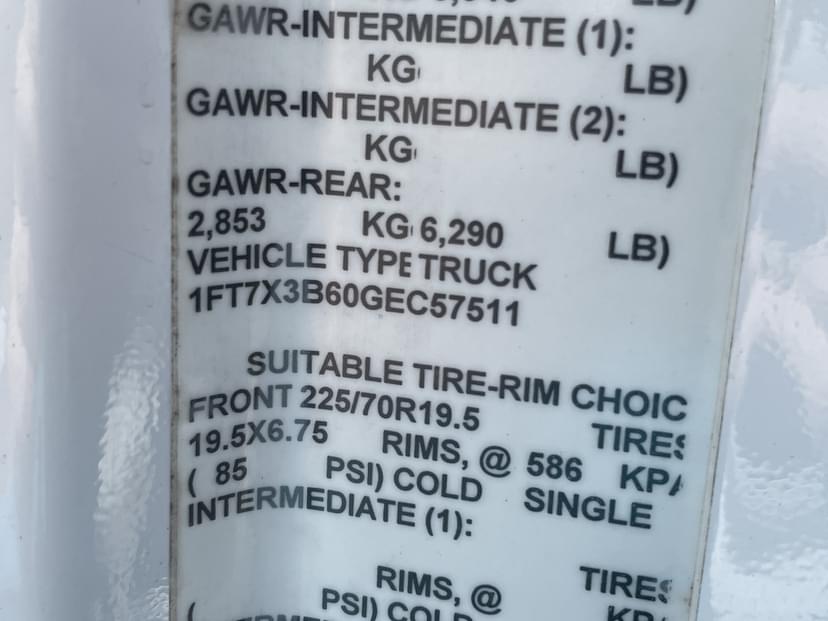 GAWR-INTERMEDIATE (1):
KG LB)
GAWR-INTERMEDIATE (2):
KG LB)
GAWR-REAR:
2,853 KG 6,290 LB)
VEHICLE TYPE TRUCK
1FT7X3B60GEC57511
SUITABLE TIRE-RIM CHOIC
FRONT 225/70R19.5 TIRES
19.5X6.75 RIMS, @ 586 KPA
( 85 PSI) COLD SINGLE
INTERMEDIATE (1):
TIRES
RIMS, @ KPA
( PSI) COLD